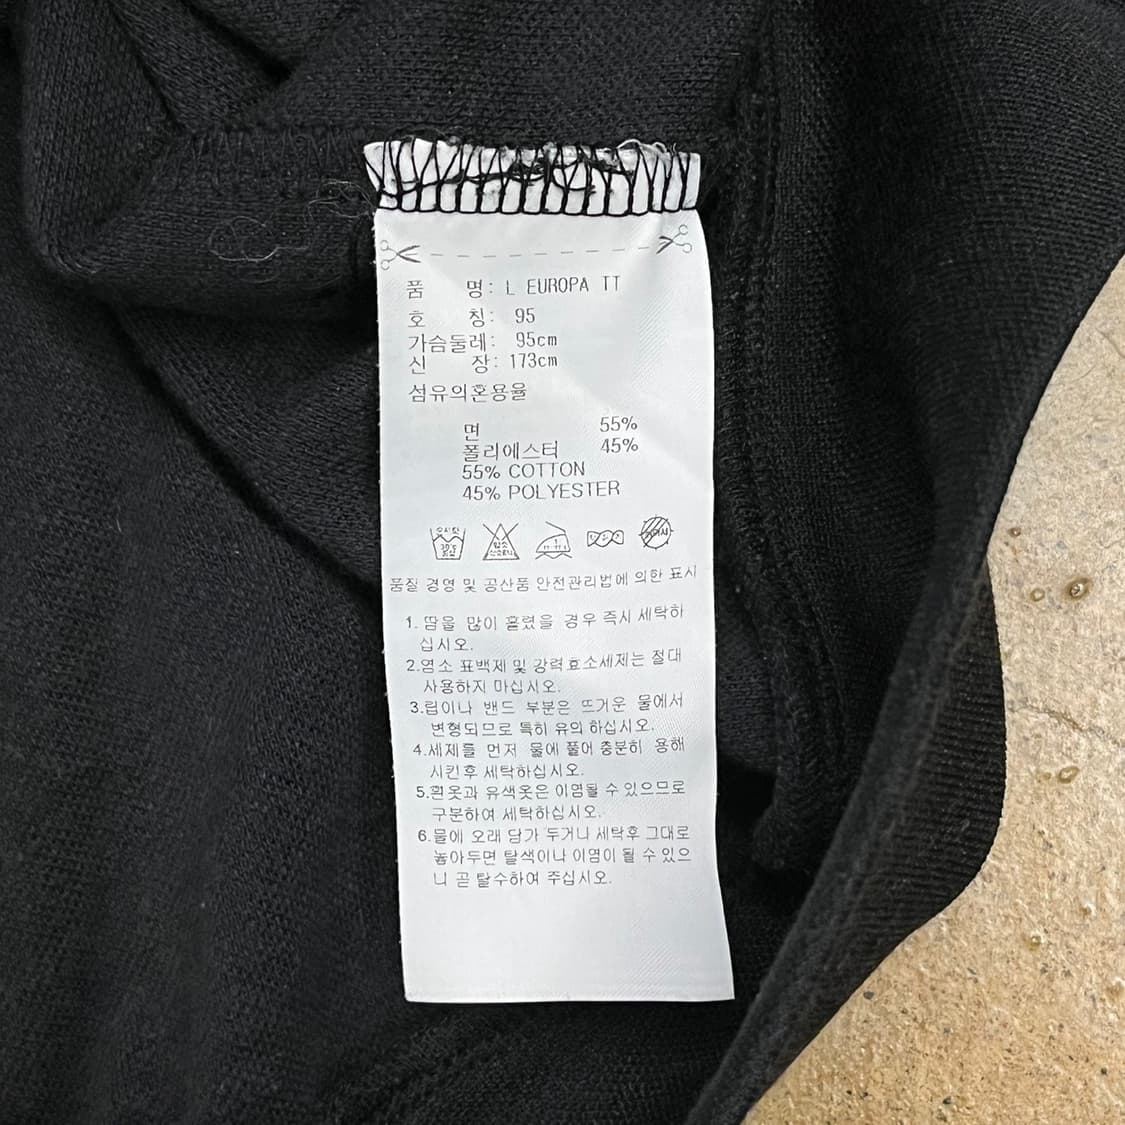 품 명: L EUROPA TT
호 칭: 95
가슴둘레: 95cm
신 장: 173cm
섬유의혼용율
면 55%
폴리에스터 45%
55% COTTON
45% POLYESTER
30℃
품질 경영 및 공산품 안전관리법에 의한 표시
1. 땀을 많이 흘렸을 경우 즉시 세탁하
십시오.
2.염소 표백제 및 강력효소세제는 절대
사용하지 마십시오.
3.립이나 밴드 부분은 뜨거운 물에서
변형되므로 특히 유의 하십시오.
4.세제를 먼저 물에 풀어 충분히 용해
시킨후 세탁하십시오.
5.흰옷과 유색옷은 이염될 수 있으므로
구분하여 세탁하십시오.
6.물에 오래 담가 두거나 세탁후 그대로
놓아두면 탈색이나 이염이 될 수 있으
니 곧 탈수하여 주십시오.